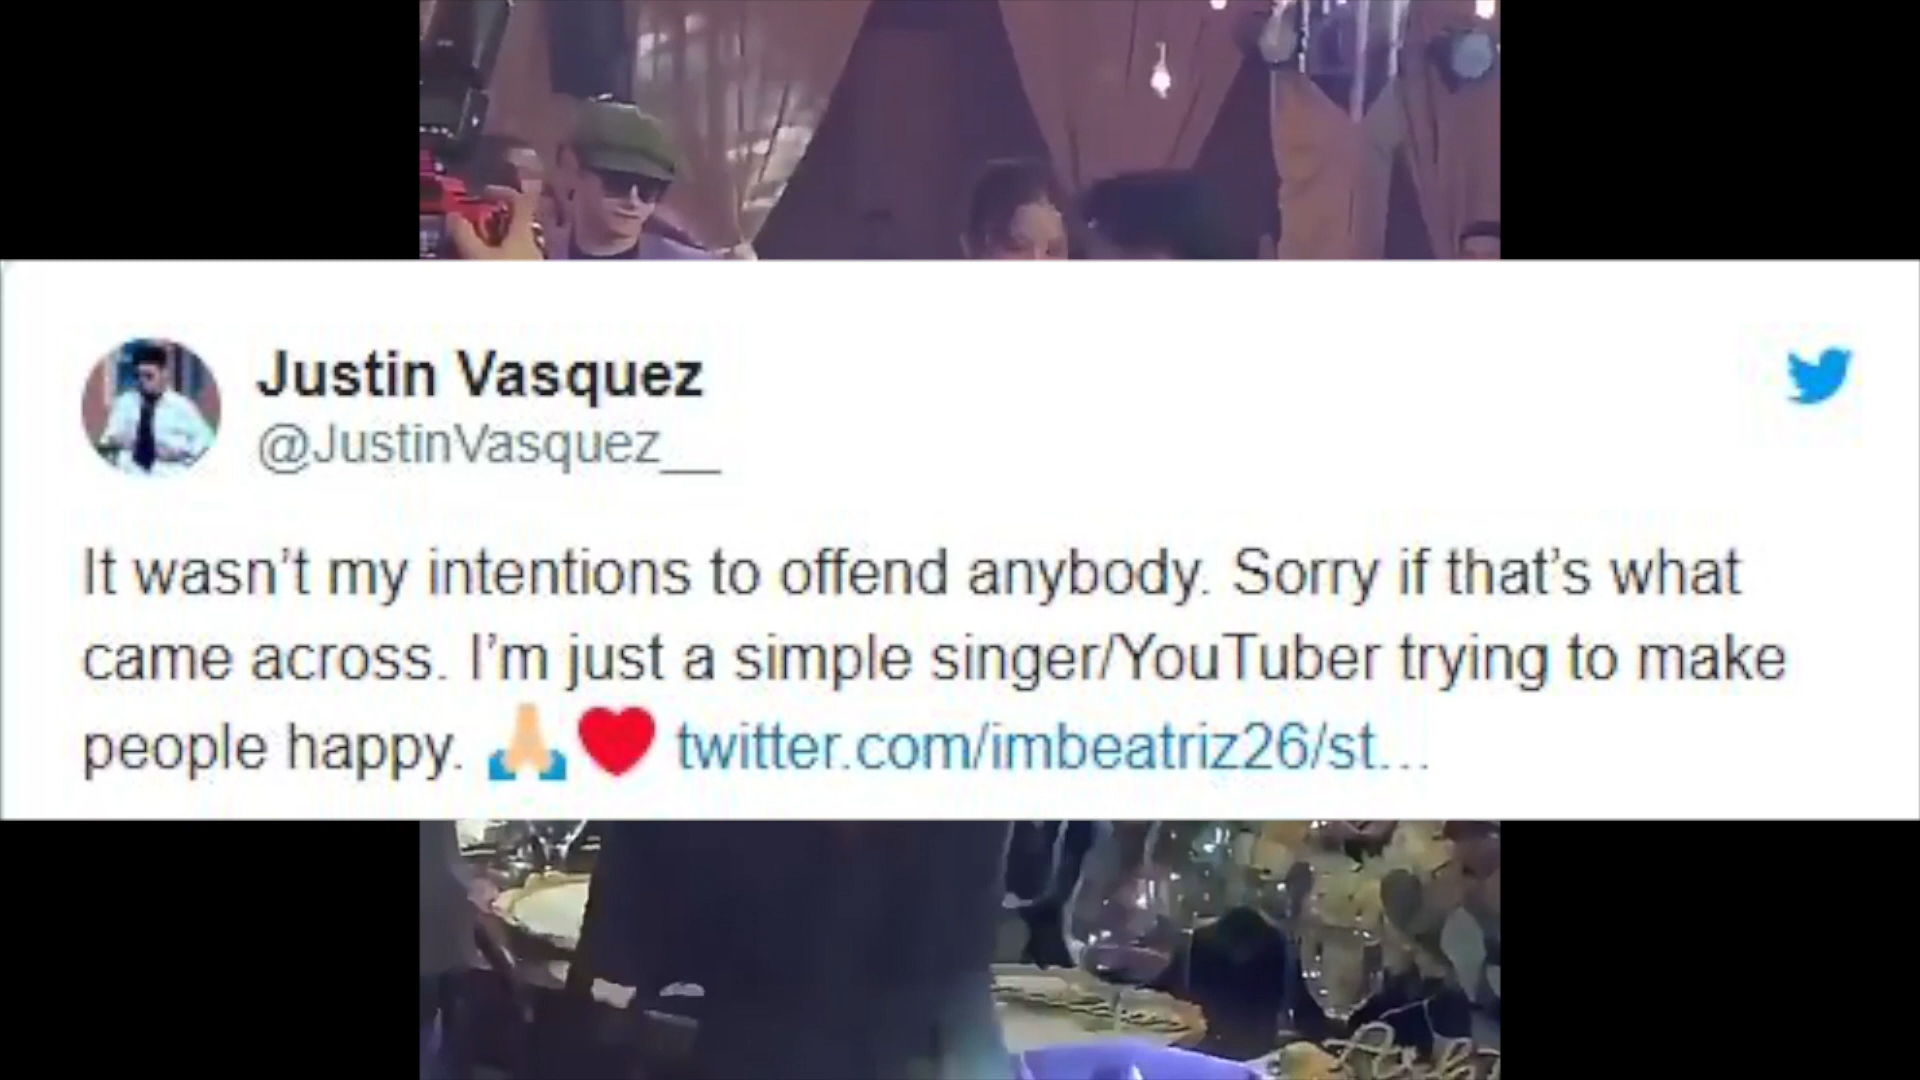 Justin Vasquez
@JustinVasquez__
It wasn't my intentions to offend anybody. Sorry if that's what
came across. I'm just a simple singer/YouTuber trying to make
people happy. 🙏🏼❤️ twitter.com/imbeatriz26/st...